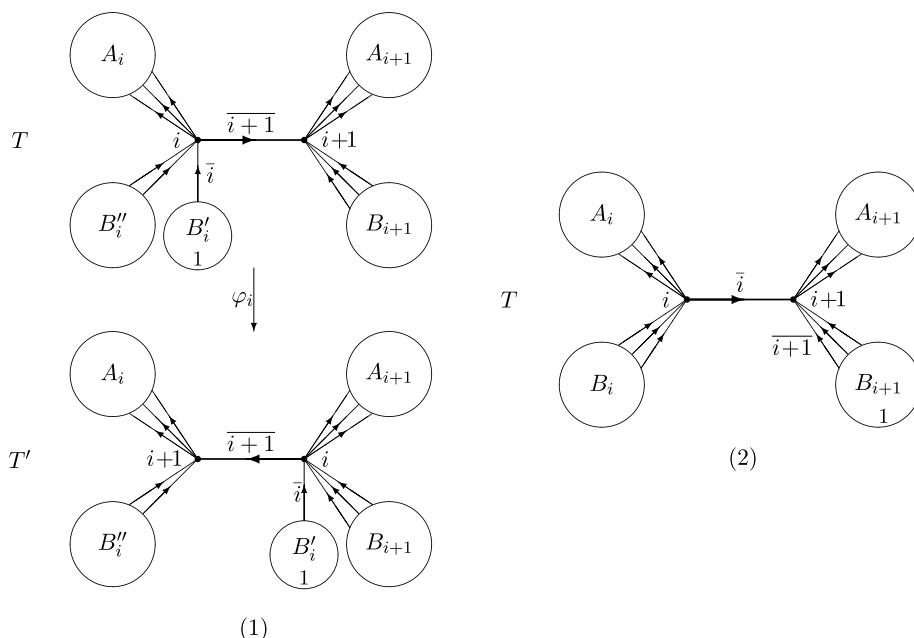 A_i A_{i+1}
\overline{i+1}
T i i+1
\bar{i}
B''_i B'_i B_{i+1}
1
φ_i
A_i A_{i+1}
\overline{i+1}
T' i+1 i
\bar{i}
B''_i B'_i B_{i+1}
1
(1)
A_i A_{i+1}
\bar{i}
T i i+1
\overline{i+1}
B_i B_{i+1}
1
(2)